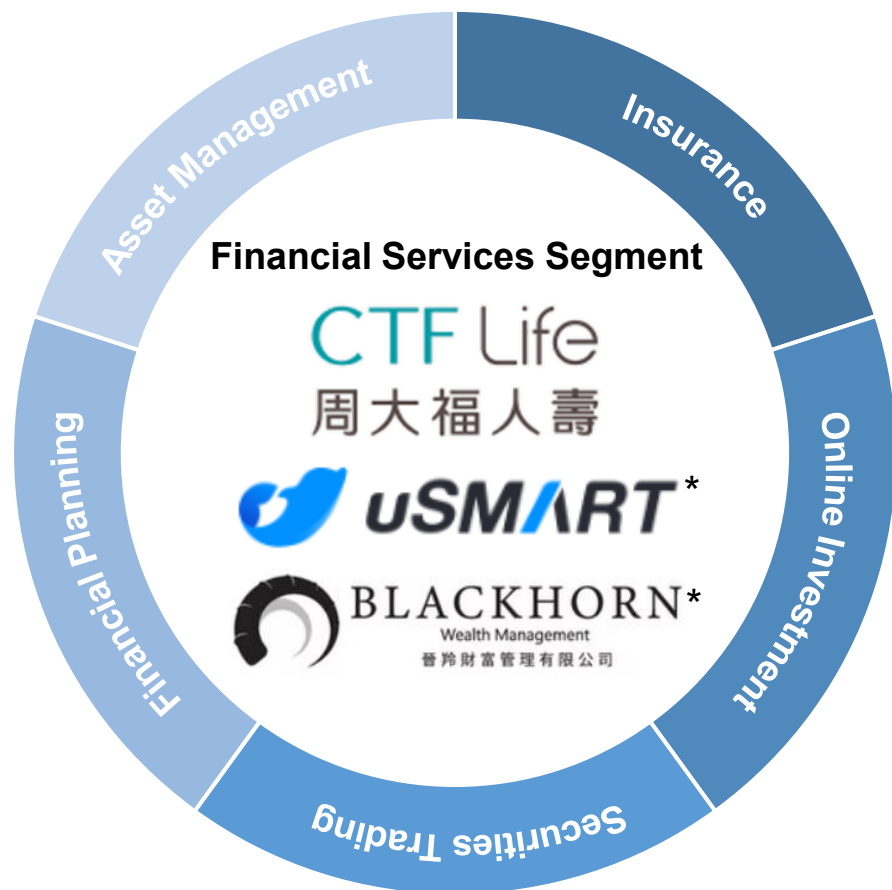 Financial Services Segment
CTF Life
周大福人壽
uSMART*
BLACKHORN*
Wealth Management
晉羚財富管理有限公司
Insurance
Online Investment
Securities Trading
Financial Planning
Asset Management